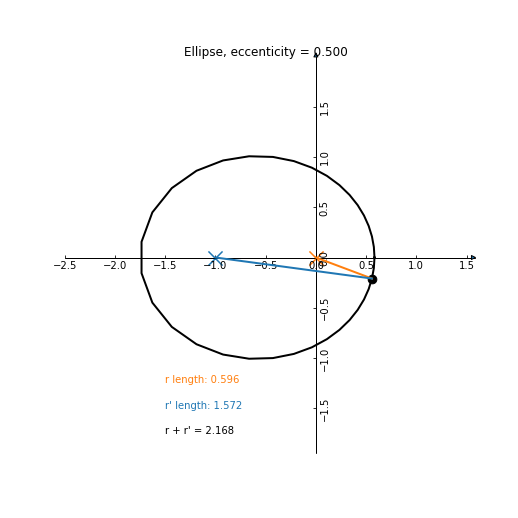 Ellipse, eccentricity = 0.500
1.5
1.0
0.5
0.0
−2.5 −2.0 −1.5 −1.0 −0.5 0.0 0.5 1.0 1.5
−0.5
−1.0
−1.5
r length: 0.596
r' length: 1.572
r + r' = 2.168